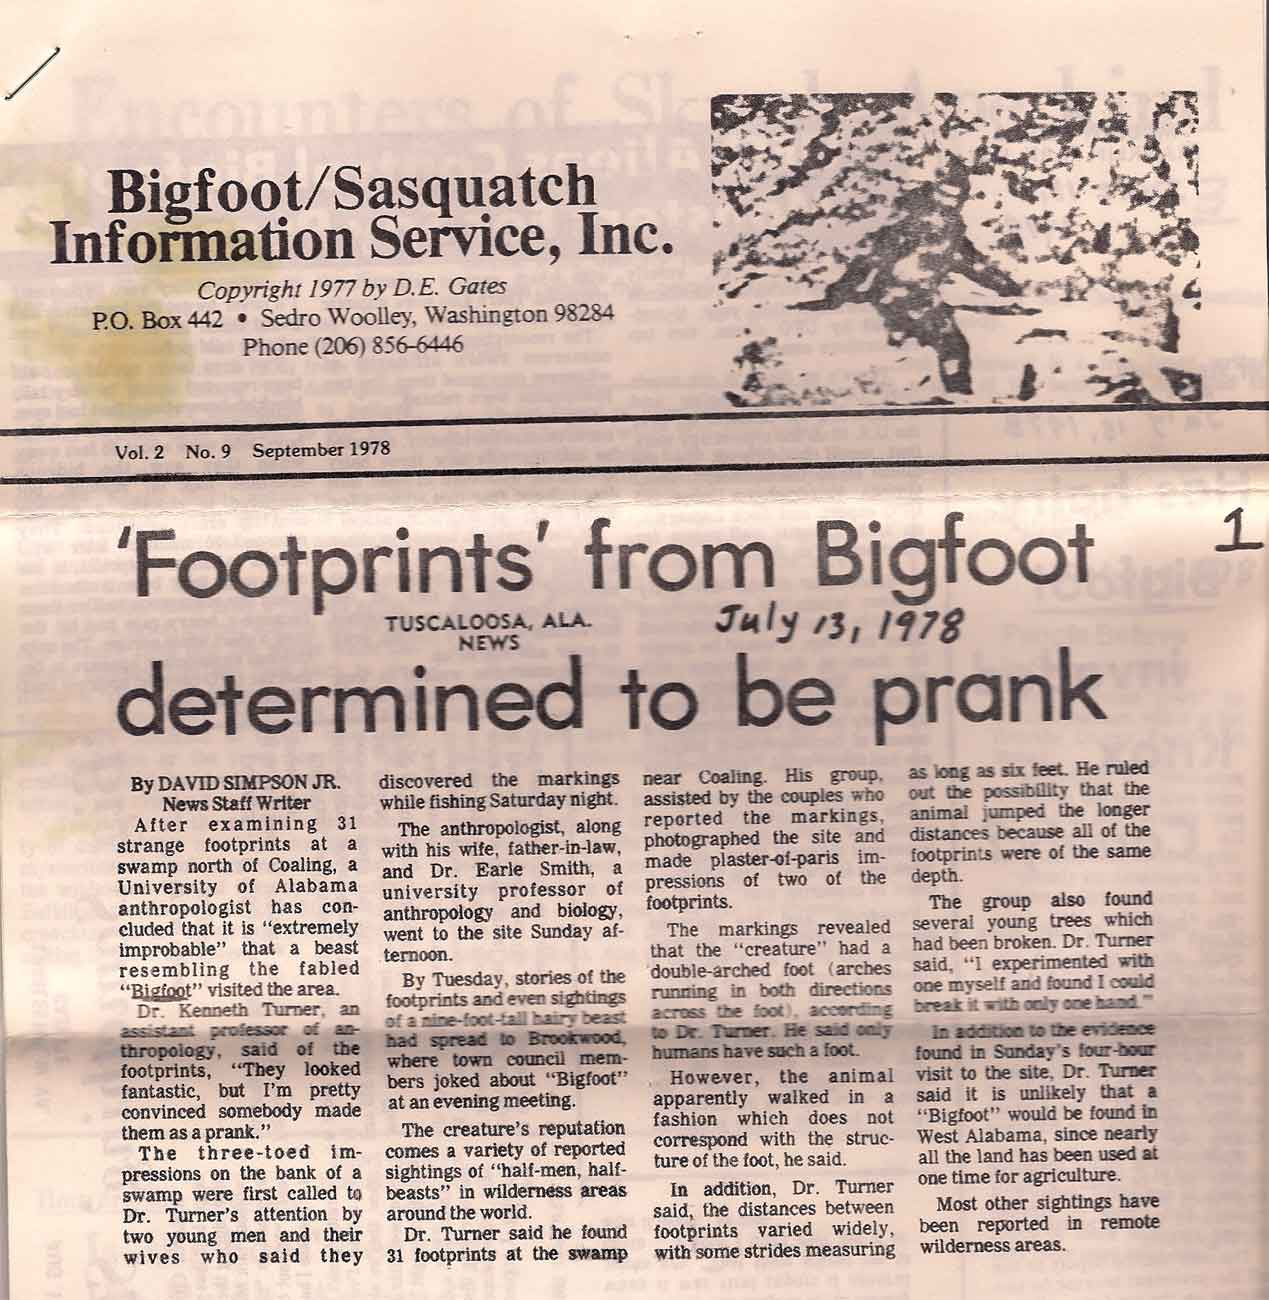 Bigfoot/Sasquatch
Information Service, Inc.
Copyright 1977 by D.E. Gates
P.O. Box 442 • Sedro Woolley, Washington 98284
Phone (206) 856-6446
Vol. 2 No. 9 September 1978
1
'Footprints' from Bigfoot
TUSCALOOSA, ALA.
NEWS
July 13, 1978
determined to be prank
By DAVID SIMPSON JR.
News Staff Writer
After examining 31
strange footprints at a
swamp north of Coaling, a
University of Alabama
anthropologist has con-
cluded that it is "extremely
improbable" that a beast
resembling the fabled
"Bigfoot" visited the area.
Dr. Kenneth Turner, an
assistant professor of an-
thropology, said of the
footprints, "They looked
fantastic, but I'm pretty
convinced somebody made
them as a prank."
The three-toed im-
pressions on the bank of a
swamp were first called to
Dr. Turner's attention by
two young men and their
wives who said they
discovered the markings
while fishing Saturday night.
The anthropologist, along
with his wife, father-in-law,
and Dr. Earle Smith, a
university professor of
anthropology and biology,
went to the site Sunday af-
ternoon.
By Tuesday, stories of the
footprints and even sightings
of a nine-foot-tall hairy beast
had spread to Brookwood,
where town council mem-
bers joked about "Bigfoot"
at an evening meeting.
The creature's reputation
comes a variety of reported
sightings of "half-men, half-
beasts" in wilderness areas
around the world.
Dr. Turner said he found
31 footprints at the swamp
near Coaling. His group,
assisted by the couples who
reported the markings,
photographed the site and
made plaster-of-paris im-
pressions of two of the
footprints.
The markings revealed
that the "creature" had a
double-arched foot (arches
running in both directions
across the foot), according
to Dr. Turner. He said only
humans have such a foot.
However, the animal
apparently walked in a
fashion which does not
correspond with the struc-
ture of the foot, he said.
In addition, Dr. Turner
said, the distances between
footprints varied widely,
with some strides measuring
as long as six feet. He ruled
out the possibility that the
animal jumped the longer
distances because all of the
footprints were of the same
depth.
The group also found
several young trees which
had been broken. Dr. Turner
said, "I experimented with
one myself and found I could
break it with only one hand."
In addition to the evidence
found in Sunday's four-hour
visit to the site, Dr. Turner
said it is unlikely that a
"Bigfoot" would be found in
West Alabama, since nearly
all the land has been used at
one time for agriculture.
Most other sightings have
been reported in remote
wilderness areas.